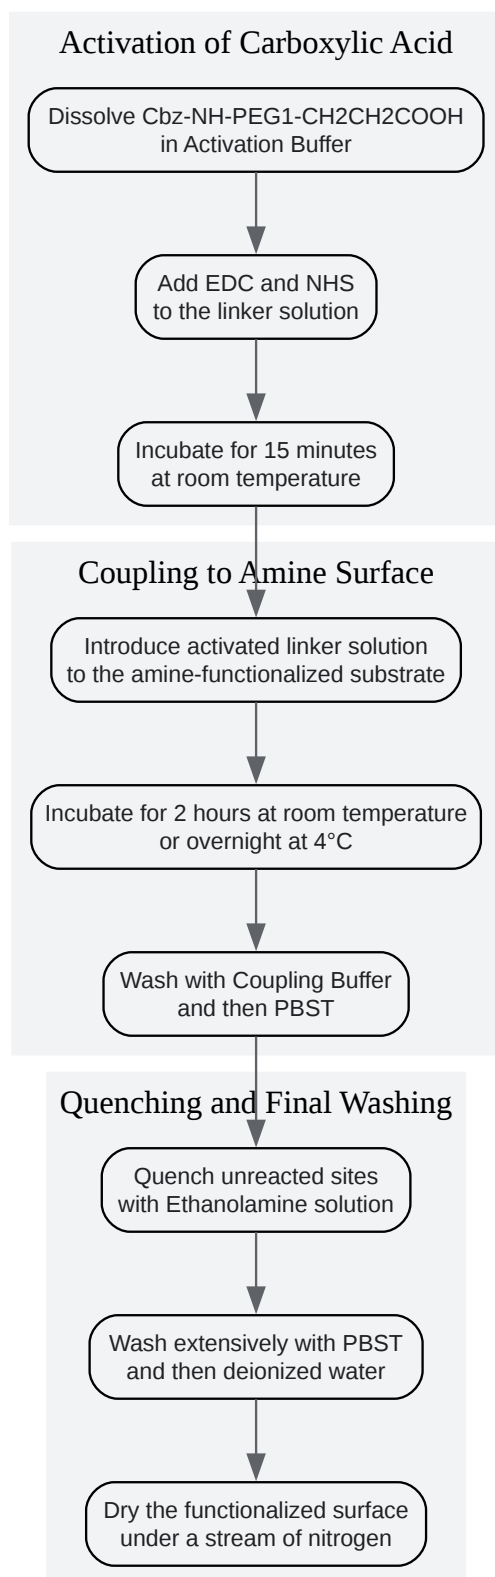 Activation of Carboxylic Acid
Dissolve Cbz-NH-PEG1-CH2CH2COOH
in Activation Buffer
Add EDC and NHS
to the linker solution
Incubate for 15 minutes
at room temperature
Coupling to Amine Surface
Introduce activated linker solution
to the amine-functionalized substrate
Incubate for 2 hours at room temperature
or overnight at 4°C
Wash with Coupling Buffer
and then PBST
Quenching and Final Washing
Quench unreacted sites
with Ethanolamine solution
Wash extensively with PBST
and then deionized water
Dry the functionalized surface
under a stream of nitrogen